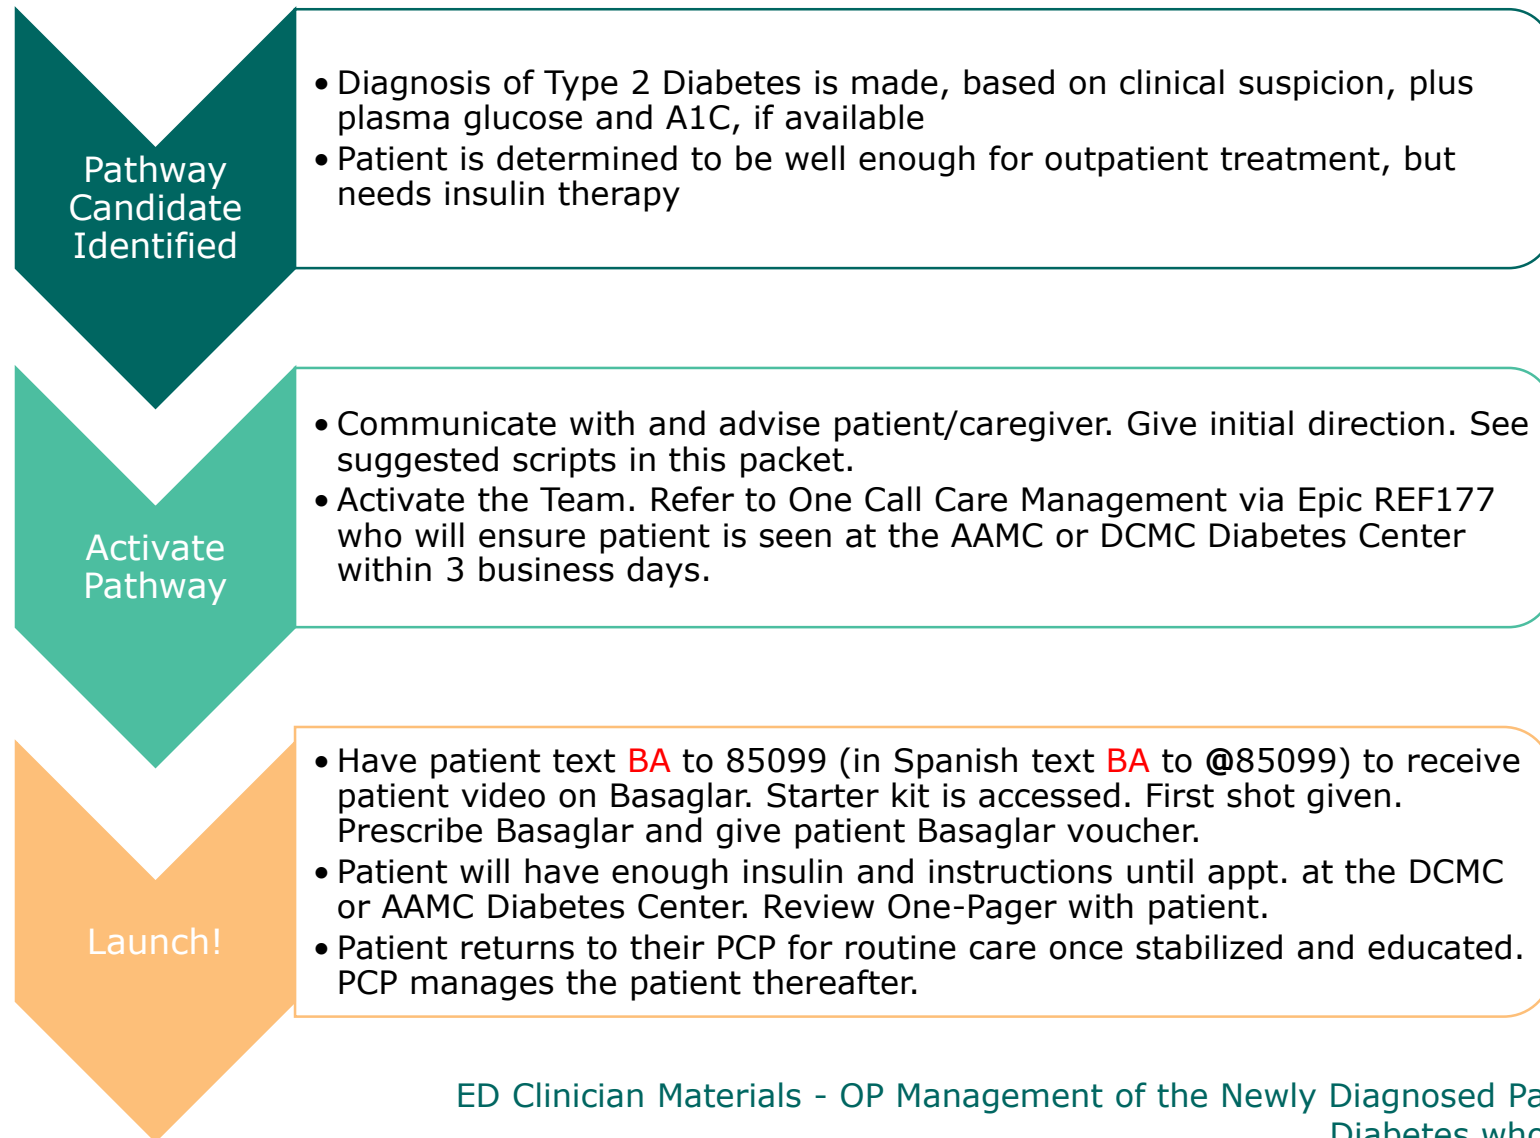 Pathway
Candidate
Identified
• Diagnosis of Type 2 Diabetes is made, based on clinical suspicion, plus
plasma glucose and A1C, if available
• Patient is determined to be well enough for outpatient treatment, but
needs insulin therapy
Activate
Pathway
• Communicate with and advise patient/caregiver. Give initial direction. See
suggested scripts in this packet.
• Activate the Team. Refer to One Call Care Management via Epic REF177
who will ensure patient is seen at the AAMC or DCMC Diabetes Center
within 3 business days.
Launch!
• Have patient text BA to 85099 (in Spanish text BA to @85099) to receive
patient video on Basaglar. Starter kit is accessed. First shot given.
Prescribe Basaglar and give patient Basaglar voucher.
• Patient will have enough insulin and instructions until appt. at the DCMC
or AAMC Diabetes Center. Review One-Pager with patient.
• Patient returns to their PCP for routine care once stabilized and educated.
PCP manages the patient thereafter.
ED Clinician Materials - OP Management of the Newly Diagnosed Pa
Diabetes who